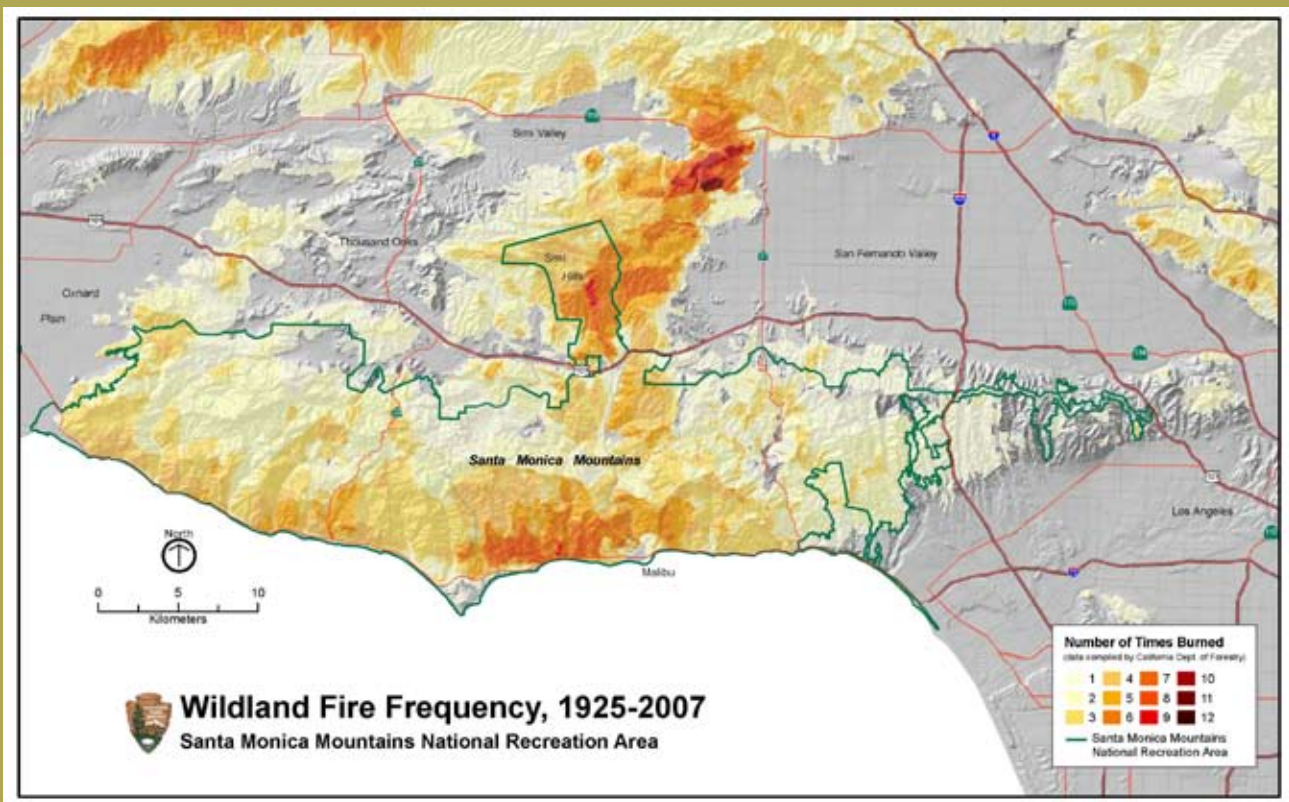 Simi Valley
Thousand Oaks
Simi
Hills
San Fernando Valley
Oxnard
Plain
Santa Monica Mountains
Los Angeles
North
Malibu
0 5 10
Kilometers
Number of Times Burned
(data compiled by California Dept. of Forestry)
1 4 7 10
2 5 8 11
3 6 9 12
Santa Monica Mountains
National Recreation Area
Wildland Fire Frequency, 1925-2007
Santa Monica Mountains National Recreation Area